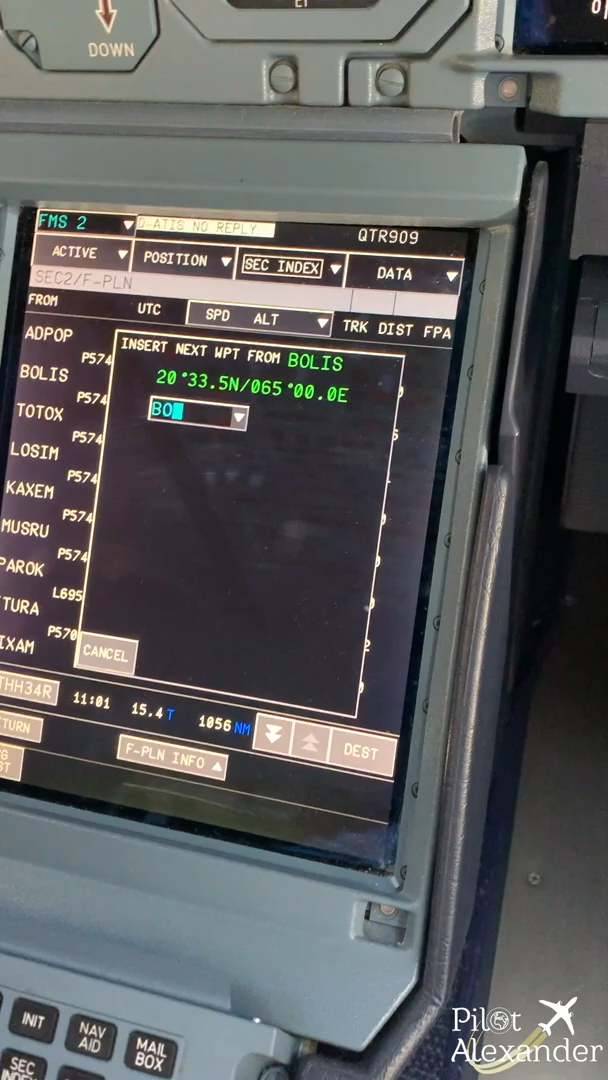 DOWN
FMS 2
D-ATIS NO REPLY
QTR909
ACTIVE
POSITION
SEC INDEX
DATA
SEC2/F-PLN
FROM UTC SPD ALT TRK DIST FPA
ADPOP
P574
BOLIS
P574
TOTOX
P574
LOSIM
P574
KAXEM
P574
MUSRU
P574
PAROK
L695
TURA
P570
IXAM
INSERT NEXT WPT FROM BOLIS
20°33.5N/065°00.0E
BO
CANCEL
THH34R 11:01 15.4T 1056NM
DEST
TURN
F-PLN INFO
INIT
NAV AID
MAIL BOX
SEC
Pilot
Alexander